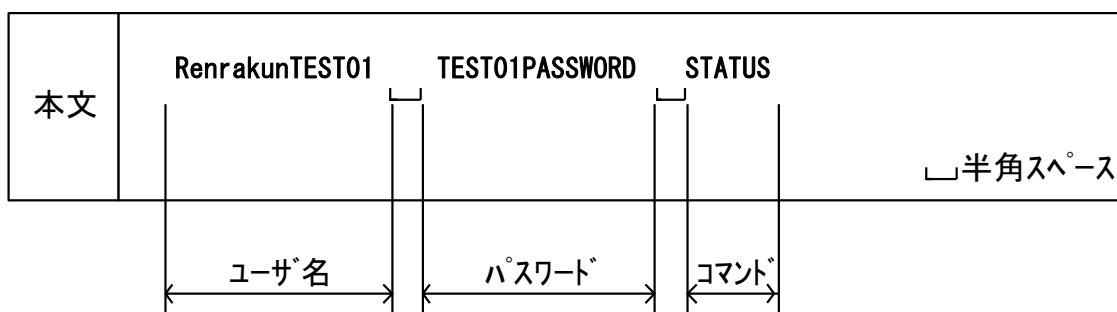 RenrakunTEST01 TEST01PASSWORD STATUS
本文
半角ｽﾍﾟｰｽ
ﾕｰｻﾞ名 ﾊﾟｽﾜｰﾄﾞ ｺﾏﾝﾄﾞ